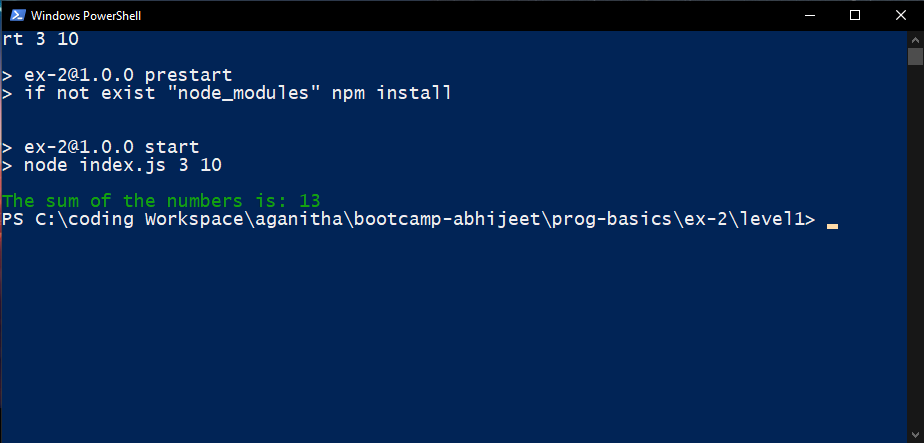 Windows PowerShell
rt 3 10
> ex-2@1.0.0 prestart
> if not exist "node_modules" npm install
> ex-2@1.0.0 start
> node index.js 3 10
The sum of the numbers is: 13
PS C:\coding Workspace\aganitha\bootcamp-abhijeet\prog-basics\ex-2\level1>